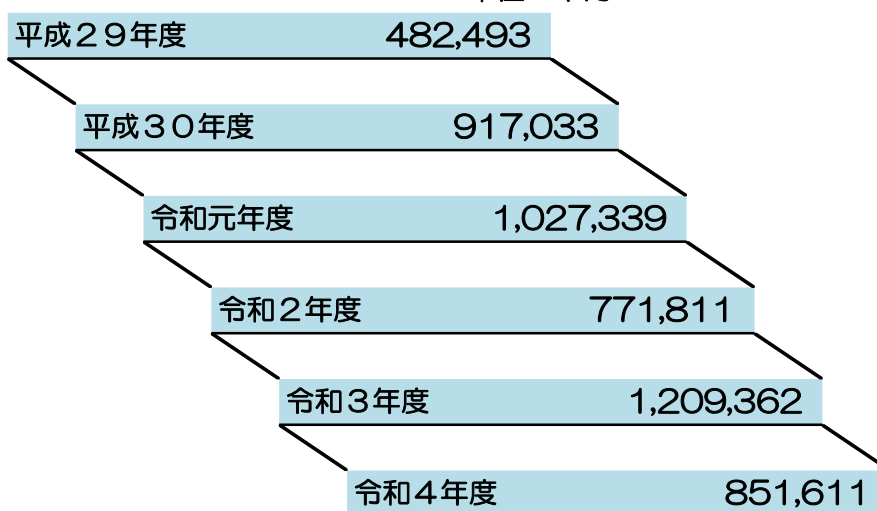 平成２９年度 482,493
平成３０年度 917,033
令和元年度 1,027,339
令和２年度 771,811
令和３年度 1,209,362
令和４年度 851,611